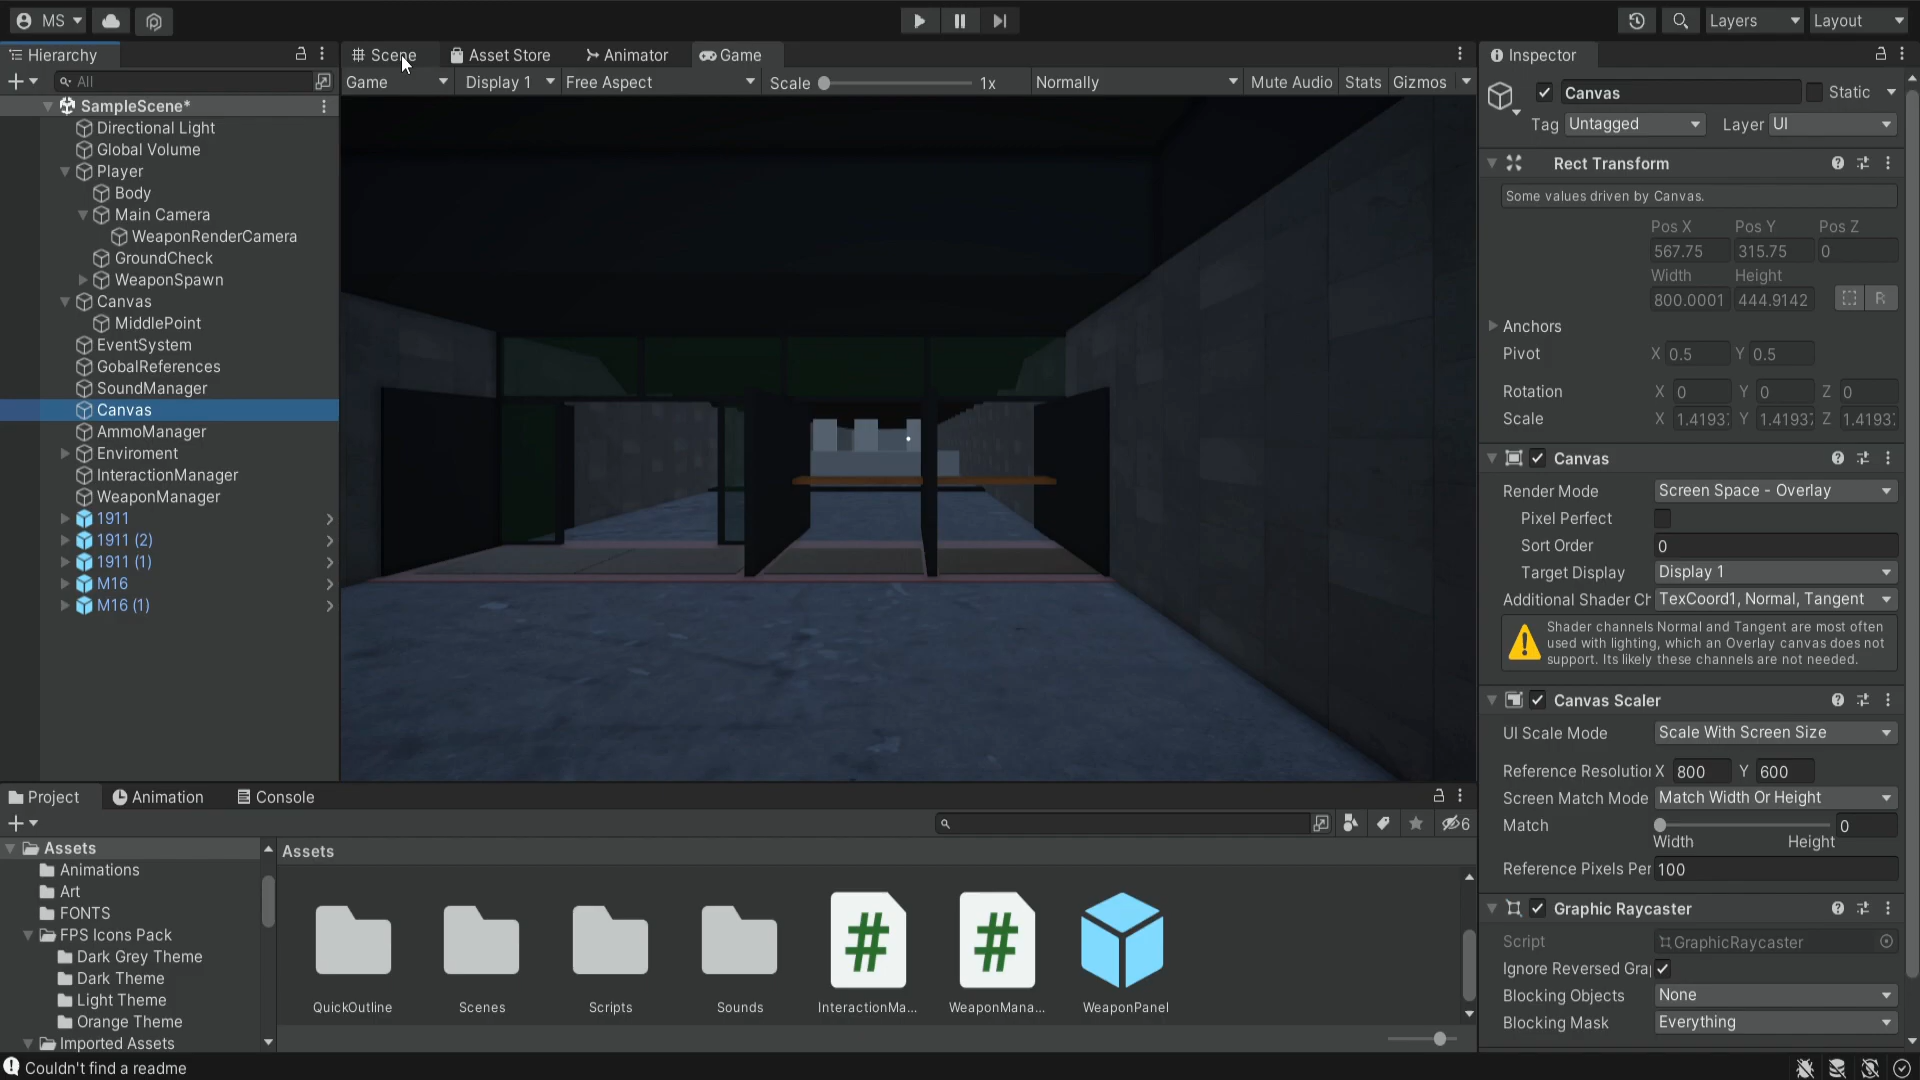 MS
Layers
Layout
Hierarchy
Scene
Asset Store
Animator
Game
Inspector
All
Game
Display 1
Free Aspect
Scale
1x
Normally
Mute Audio
Stats
Gizmos
SampleScene*
Directional Light
Global Volume
Player
Body
Main Camera
WeaponRenderCamera
GroundCheck
WeaponSpawn
Canvas
MiddlePoint
EventSystem
GobalReferences
SoundManager
Canvas
AmmoManager
Enviroment
InteractionManager
WeaponManager
1911
1911 (2)
1911 (1)
M16
M16 (1)
Canvas
Static
Tag Untagged
Layer UI
Rect Transform
Some values driven by Canvas.
Pos X Pos Y Pos Z
567.75 315.75 0
Width Height
800.0001 444.9142
R
Anchors
Pivot X 0.5 Y 0.5
Rotation X 0 Y 0 Z 0
Scale X 1.4193 Y 1.4193 Z 1.4193
Canvas
Render Mode Screen Space - Overlay
Pixel Perfect
Sort Order 0
Target Display Display 1
Additional Shader Ch TexCoord1, Normal, Tangent
Shader channels Normal and Tangent are most often
used with lighting, which an Overlay canvas does not
support. Its likely these channels are not needed.
Canvas Scaler
UI Scale Mode Scale With Screen Size
Reference Resolution X 800 Y 600
Screen Match Mode Match Width Or Height
Match 0
Width Height
Reference Pixels Per 100
Graphic Raycaster
Script GraphicRaycaster
Ignore Reversed Gra
Blocking Objects None
Blocking Mask Everything
Project
Animation
Console
6
Assets
Animations
Art
FONTS
FPS Icons Pack
Dark Grey Theme
Dark Theme
Light Theme
Orange Theme
Imported Assets
Assets
#
#
QuickOutline
Scenes
Scripts
Sounds
InteractionMa...
WeaponMana...
WeaponPanel
Couldn't find a readme